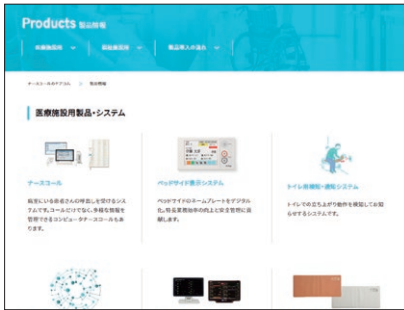 Products 製品情報
医療施設用 福祉施設用 製品導入の流れ
ナースコールのケアコム > 製品情報
医療施設用製品・システム
ナースコール
病室にいる患者さんの呼出しを受けるシス
テムです。コールだけでなく、多様な情報を
管理できるコンピュータナースコールもあ
ります。
ベッドサイド表示システム
ベッドサイドのネームプレートをデジタル
化。看護業務効率の向上と安全管理に貢
献します。
トイレ用検知・通知システム
トイレでの立ち上がり動作を検知してお知
らせするシステムです。